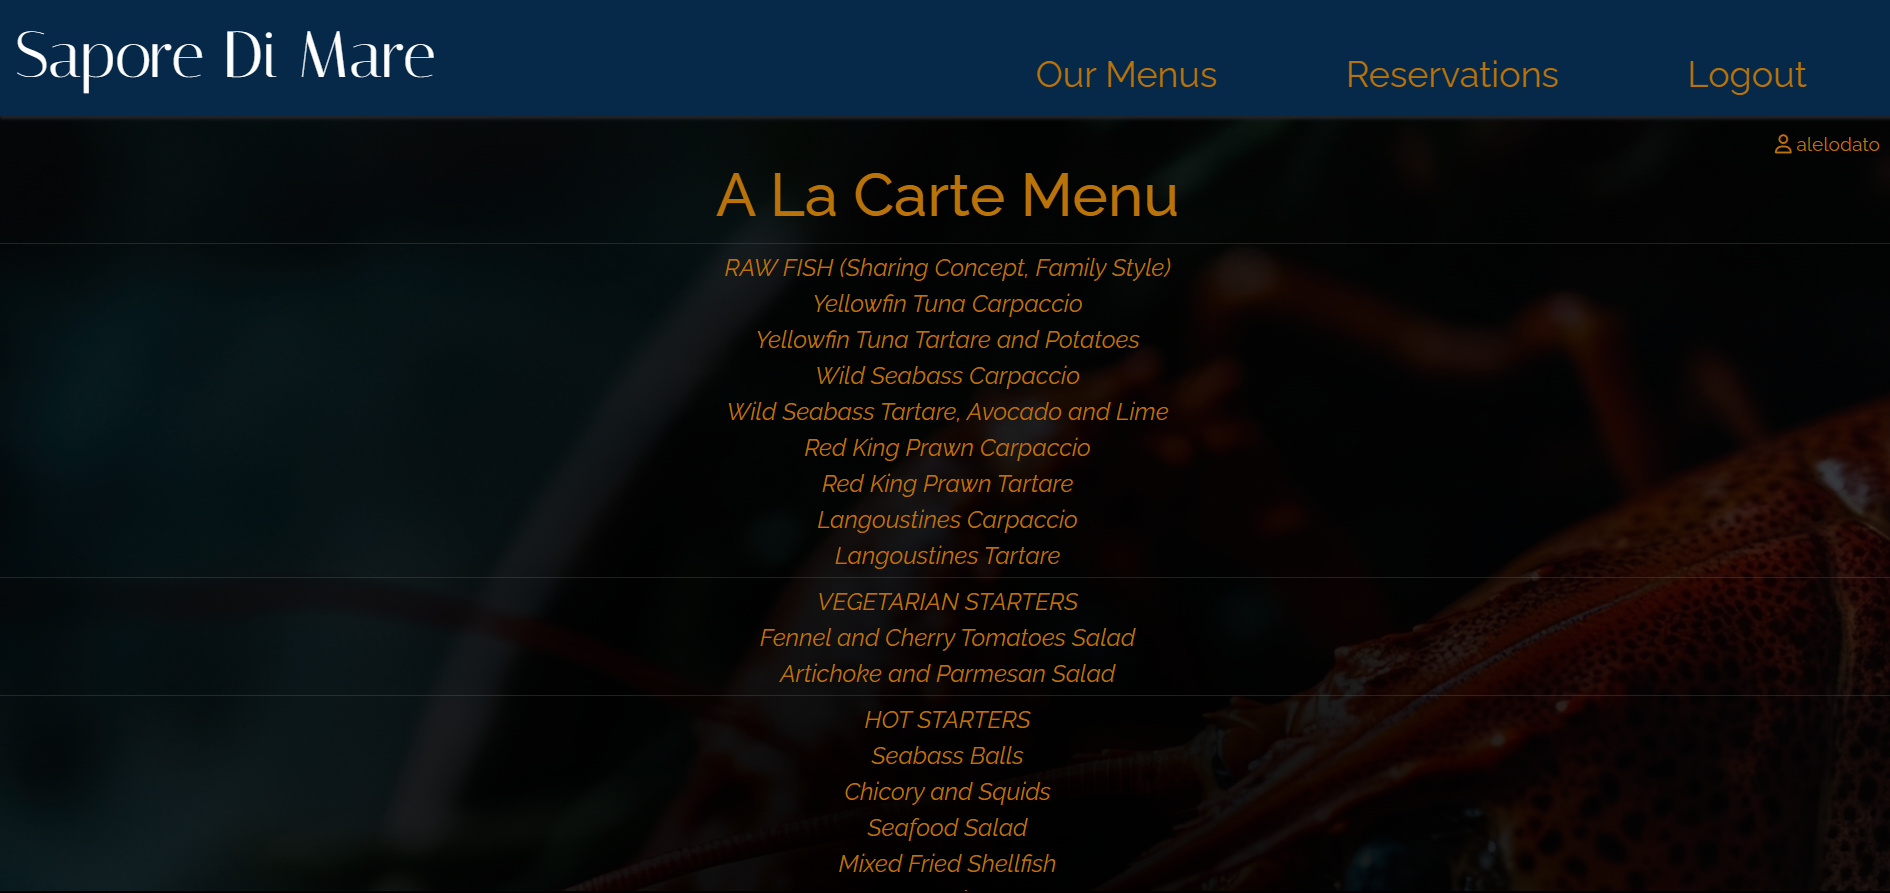 Sapore Di Mare
Our Menus
Reservations
Logout
alelodato
A La Carte Menu
RAW FISH (Sharing Concept, Family Style)
Yellowfin Tuna Carpaccio
Yellowfin Tuna Tartare and Potatoes
Wild Seabass Carpaccio
Wild Seabass Tartare, Avocado and Lime
Red King Prawn Carpaccio
Red King Prawn Tartare
Langoustines Carpaccio
Langoustines Tartare
VEGETARIAN STARTERS
Fennel and Cherry Tomatoes Salad
Artichoke and Parmesan Salad
HOT STARTERS
Seabass Balls
Chicory and Squids
Seafood Salad
Mixed Fried Shellfish